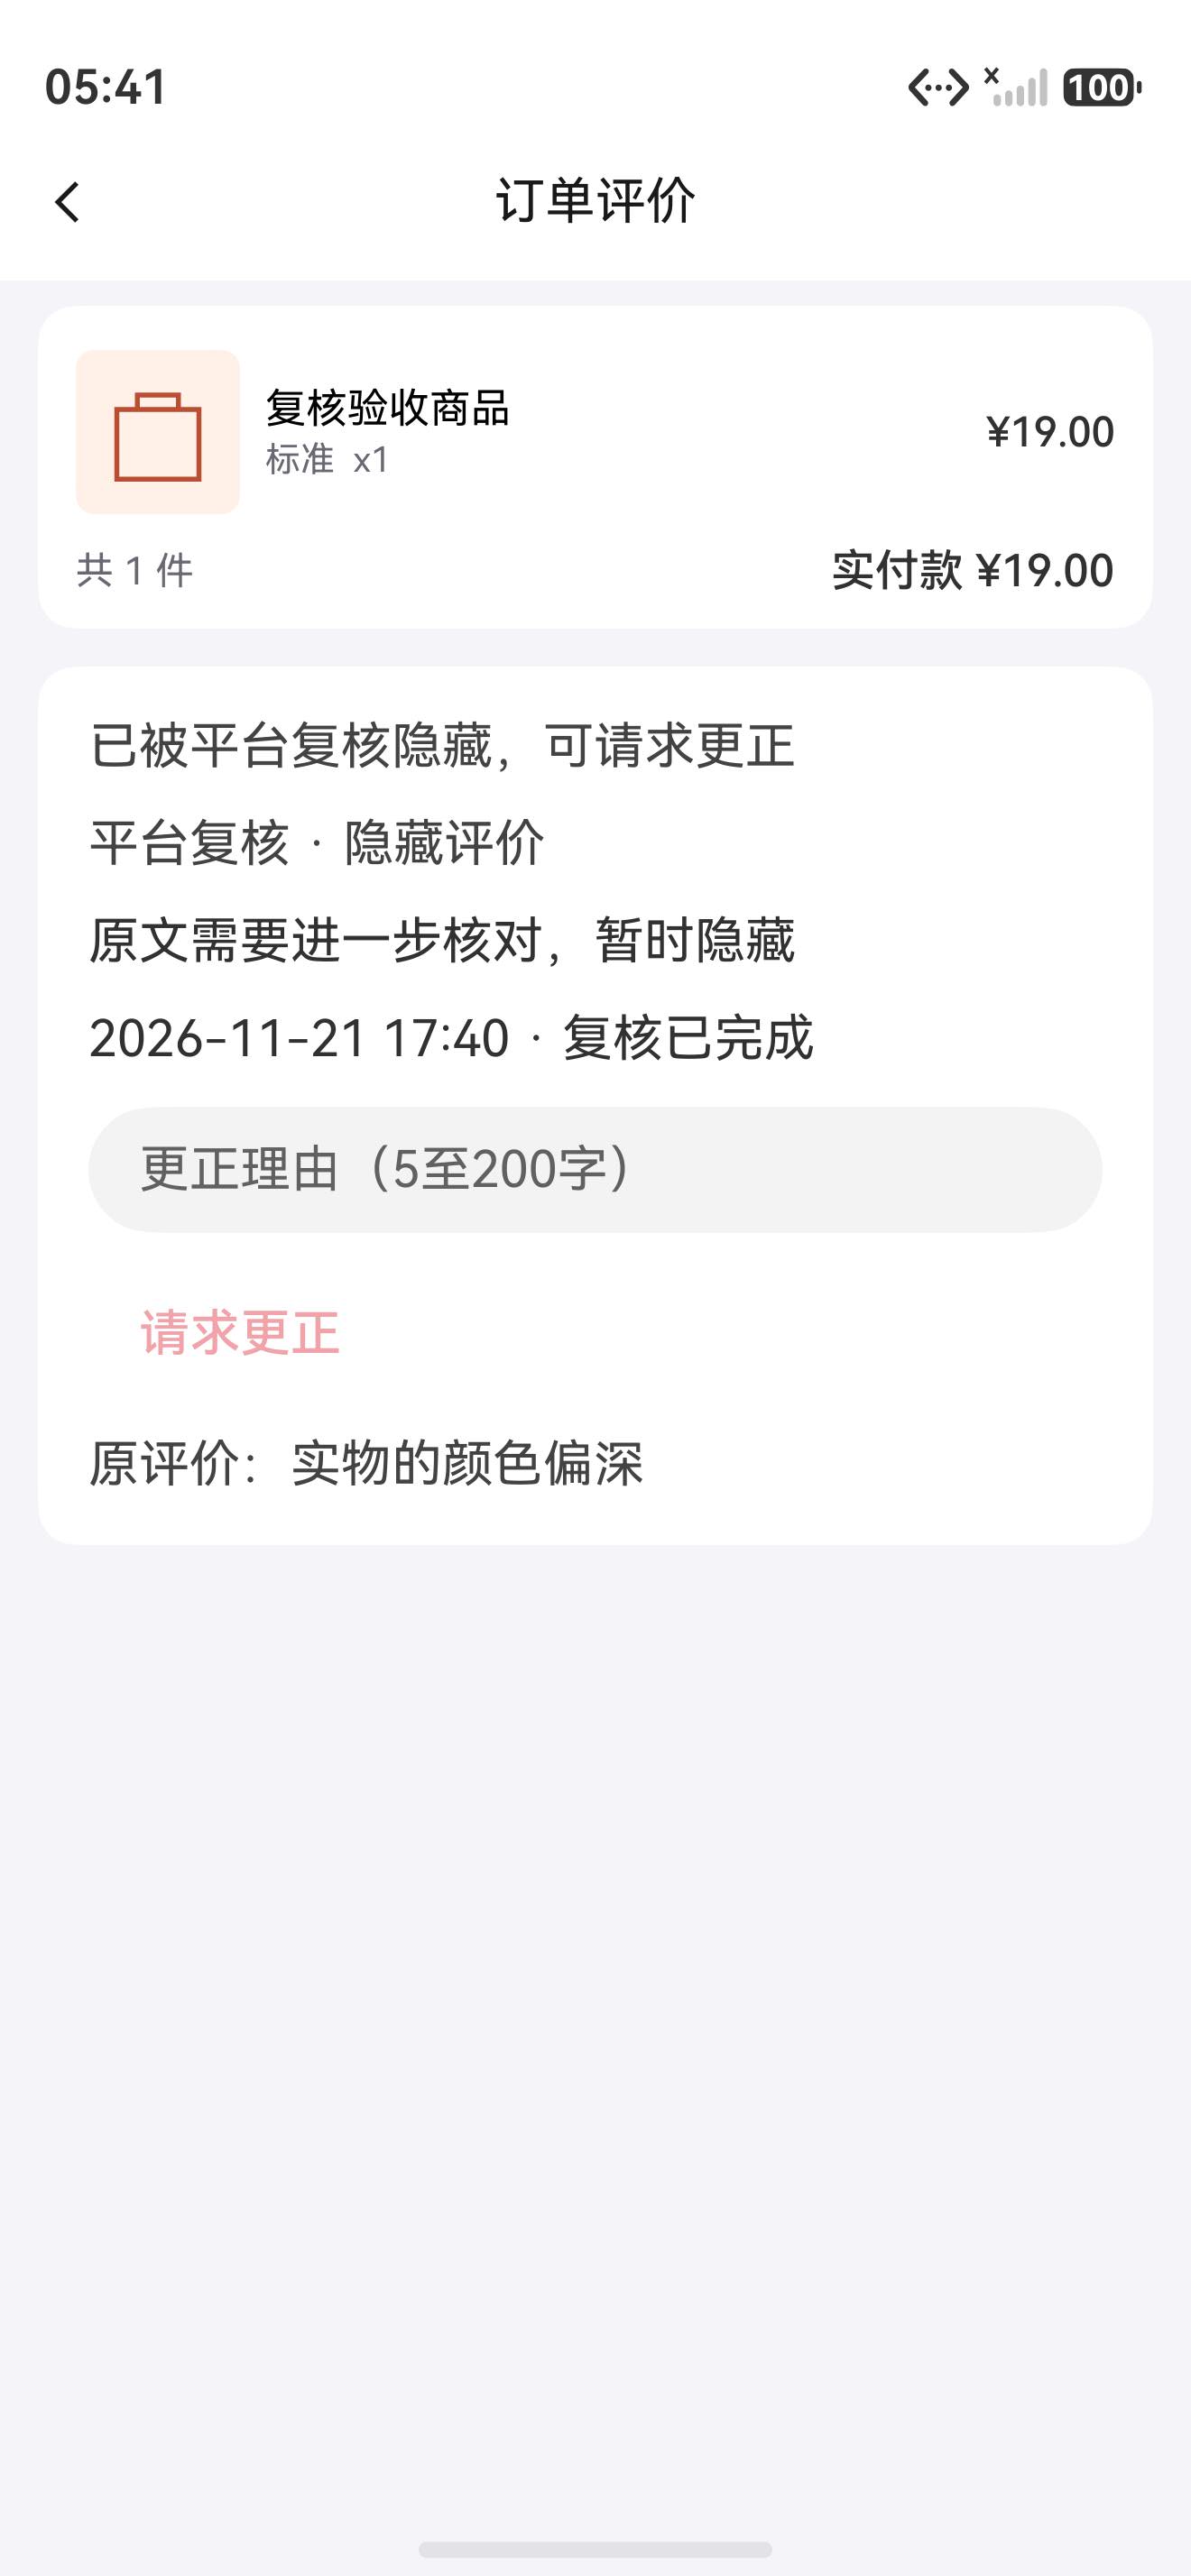 05:41
100
订单评价
复核验收商品
¥19.00
标准 x1
共 1 件
实付款 ¥19.00
已被平台复核隐藏，可请求更正
平台复核 · 隐藏评价
原文需要进一步核对，暂时隐藏
2026-11-21 17:40 · 复核已完成
更正理由（5至200字）
请求更正
原评价：实物的颜色偏深